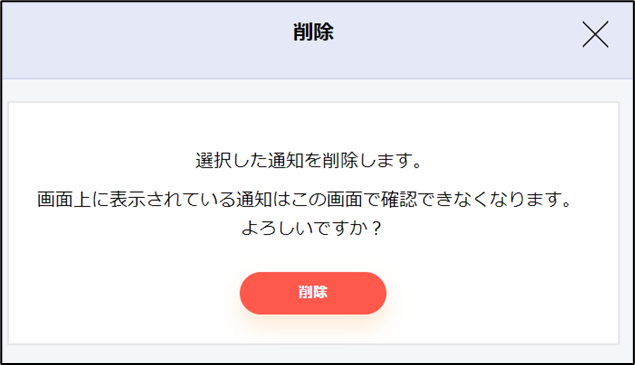 削除
選択した通知を削除します。
画面上に表示されている通知はこの画面で確認できなくなります。
よろしいですか？
削除